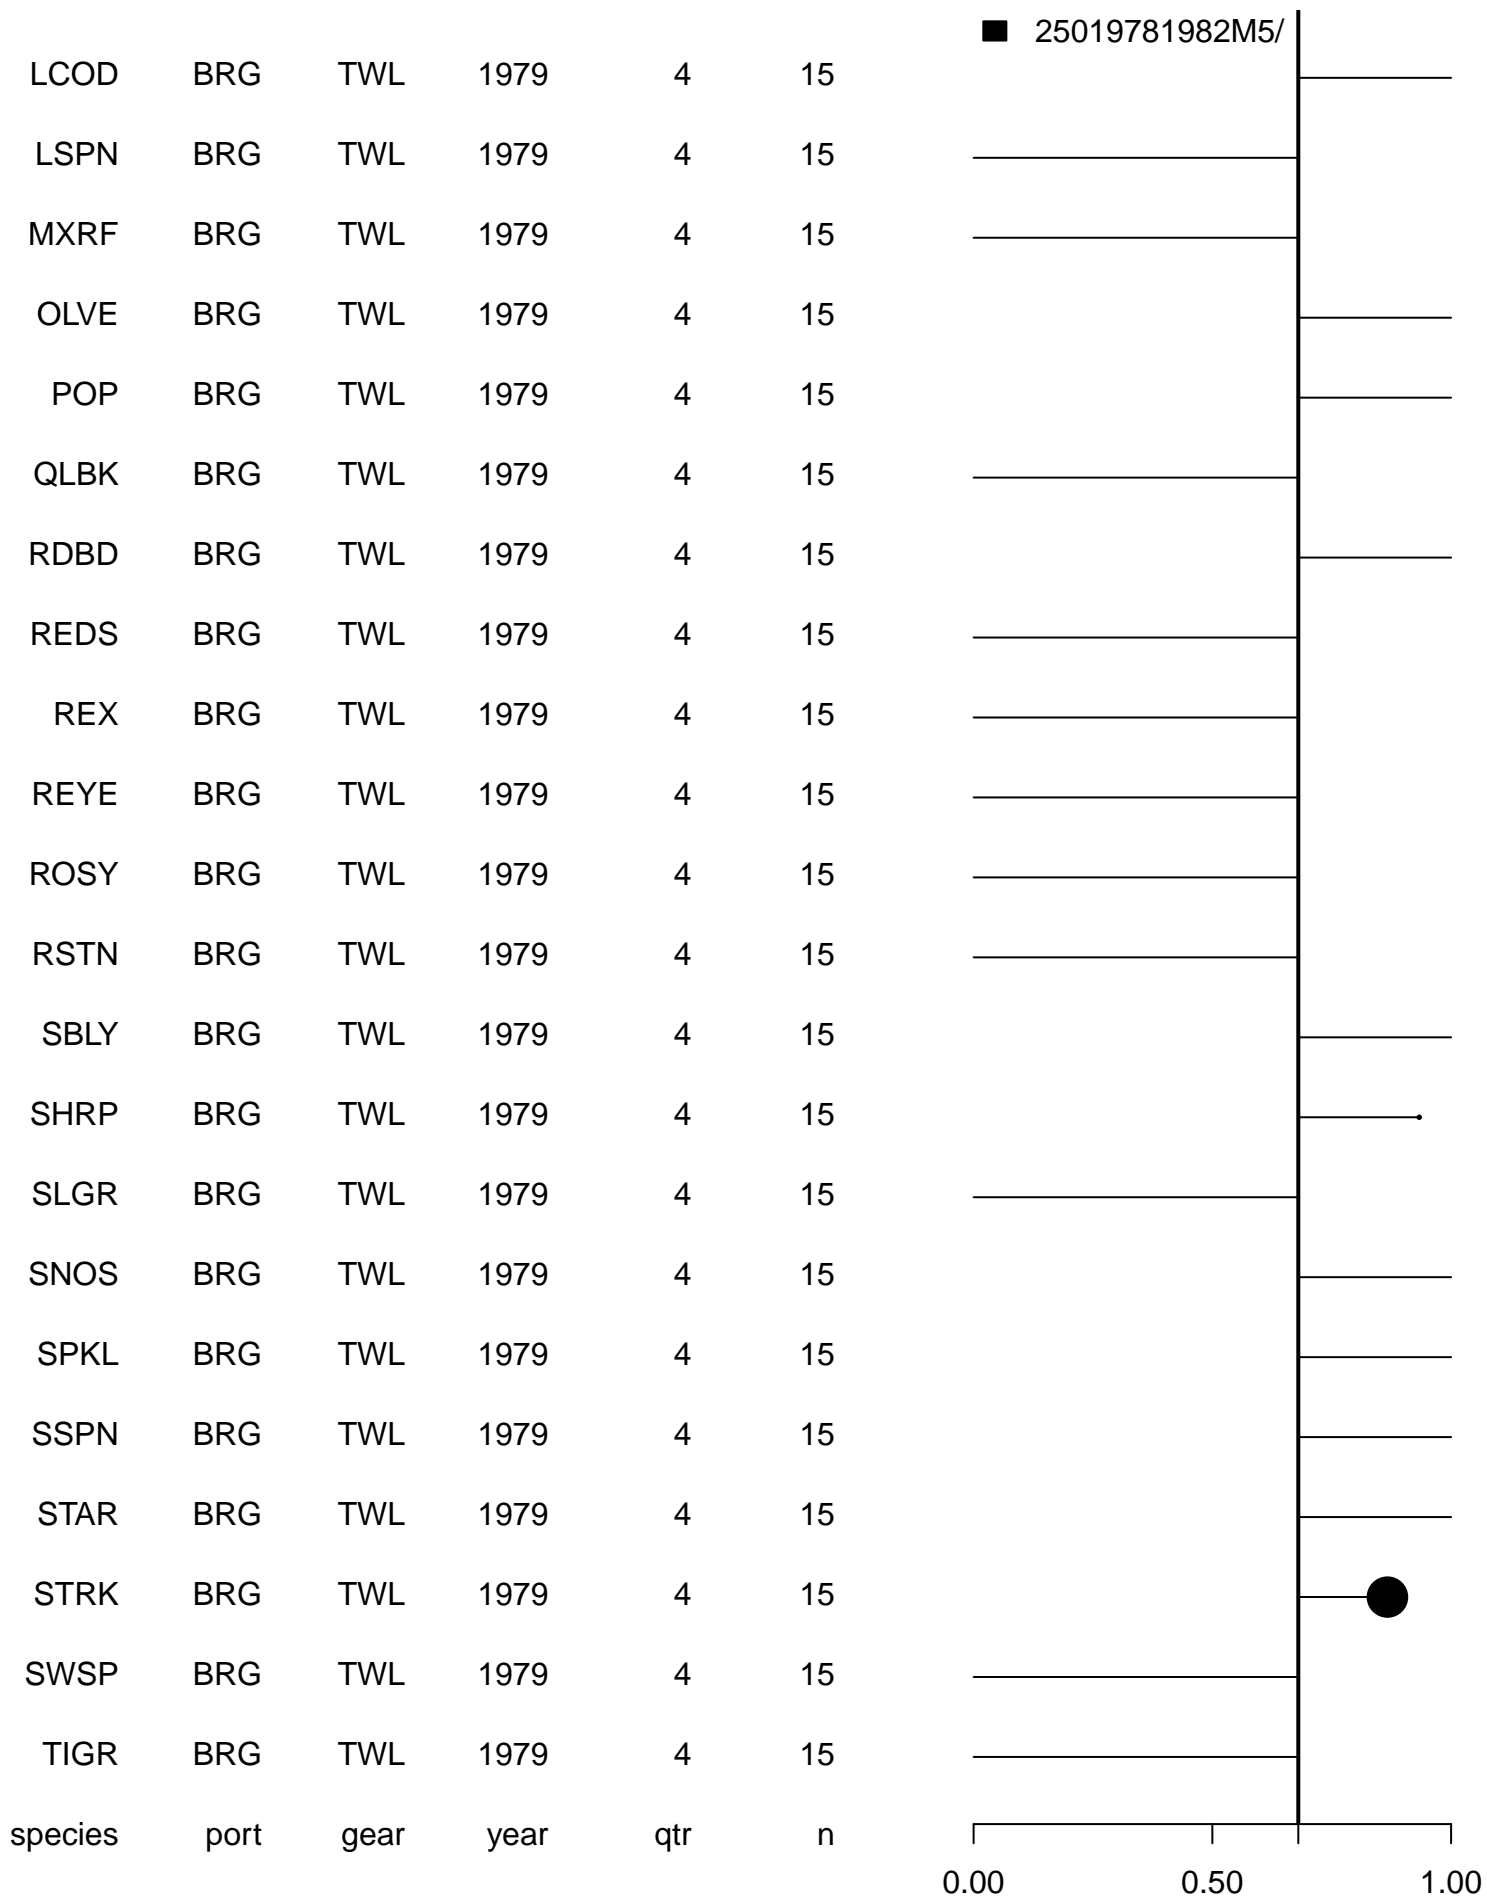 25019781982M5/
LCOD BRG TWL 1979 4 15
LSPN BRG TWL 1979 4 15
MXRF BRG TWL 1979 4 15
OLVE BRG TWL 1979 4 15
POP BRG TWL 1979 4 15
QLBK BRG TWL 1979 4 15
RDBD BRG TWL 1979 4 15
REDS BRG TWL 1979 4 15
REX BRG TWL 1979 4 15
REYE BRG TWL 1979 4 15
ROSY BRG TWL 1979 4 15
RSTN BRG TWL 1979 4 15
SBLY BRG TWL 1979 4 15
SHRP BRG TWL 1979 4 15
SLGR BRG TWL 1979 4 15
SNOS BRG TWL 1979 4 15
SPKL BRG TWL 1979 4 15
SSPN BRG TWL 1979 4 15
STAR BRG TWL 1979 4 15
STRK BRG TWL 1979 4 15
SWSP BRG TWL 1979 4 15
TIGR BRG TWL 1979 4 15
species port gear year qtr n
0.00 0.50 1.00